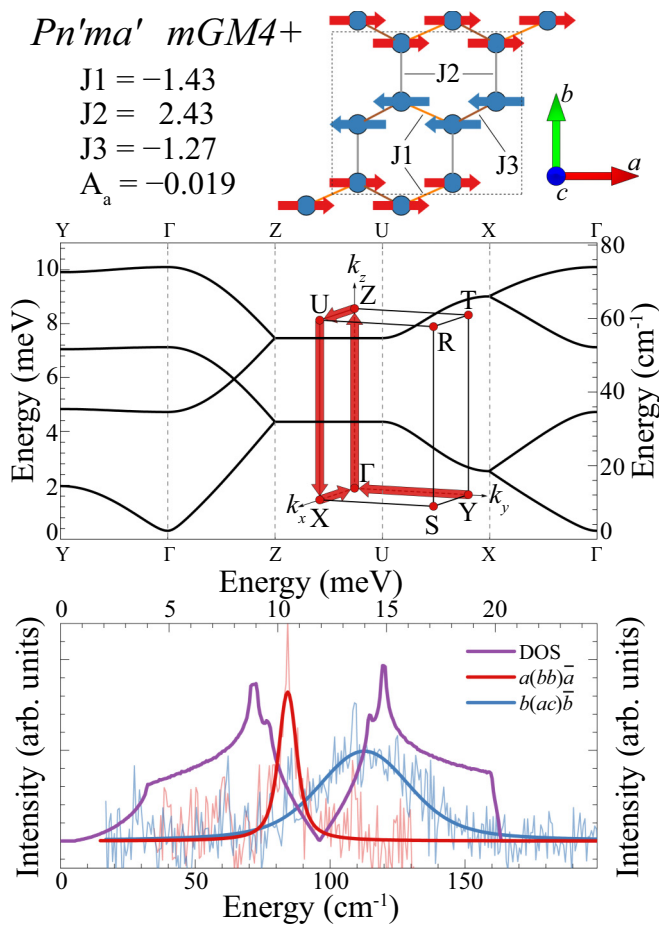 Pn'ma' mGM4+
J1 = −1.43
J2 = 2.43
J3 = −1.27
Aa = −0.019
J2
J1
J3
b
a
c
Y Γ Z U X Γ
Energy (meV)
10
8
6
4
2
0
kz
Z
U
T
R
Γ
kx
X
S
Y
ky
80
60
40
20
0
Energy (cm-1)
Y Γ Z U X Γ
Energy (meV)
0 5 10 15 20
Intensity (arb. units)
DOS
a(bb)a̅
b(ac)b̅
Intensity (arb. units)
0 50 100 150
Energy (cm-1)